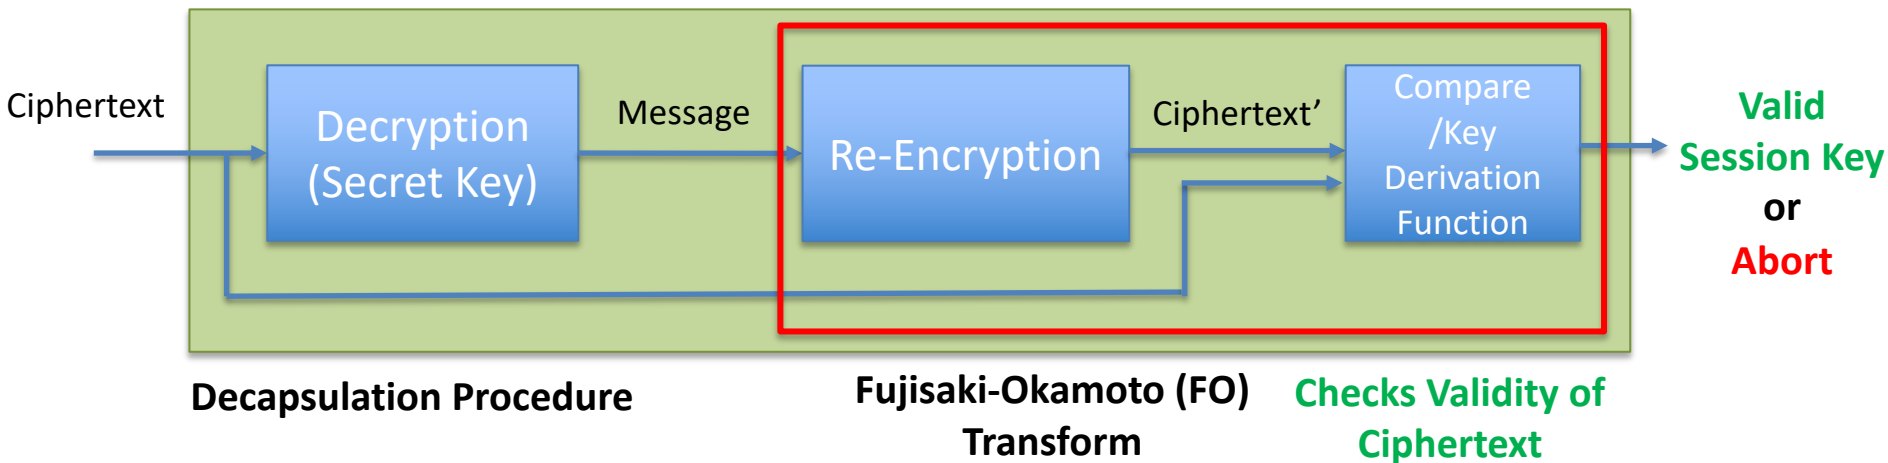 Ciphertext
Decryption
(Secret Key)
Message
Re-Encryption
Ciphertext’
Compare
/Key
Derivation
Function
Valid
Session Key
or
Abort
Decapsulation Procedure
Fujisaki-Okamoto (FO)
Transform
Checks Validity of
Ciphertext